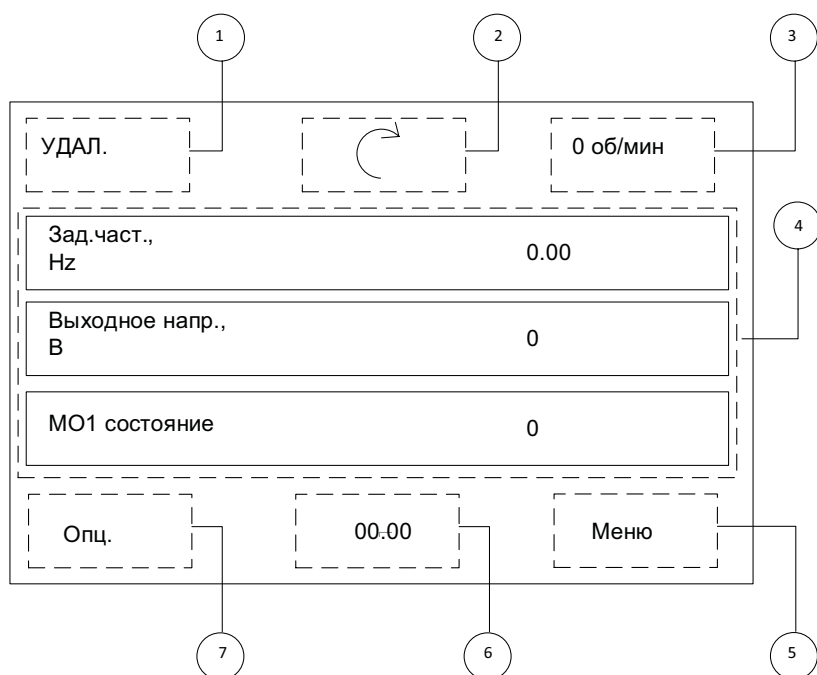 1
2
3
УДАЛ.
0 об/мин
4
Зад.част.,
Hz
0.00
Выходное напр.,
В
0
МО1 состояние
0
Опц.
00.00
Меню
7
6
5